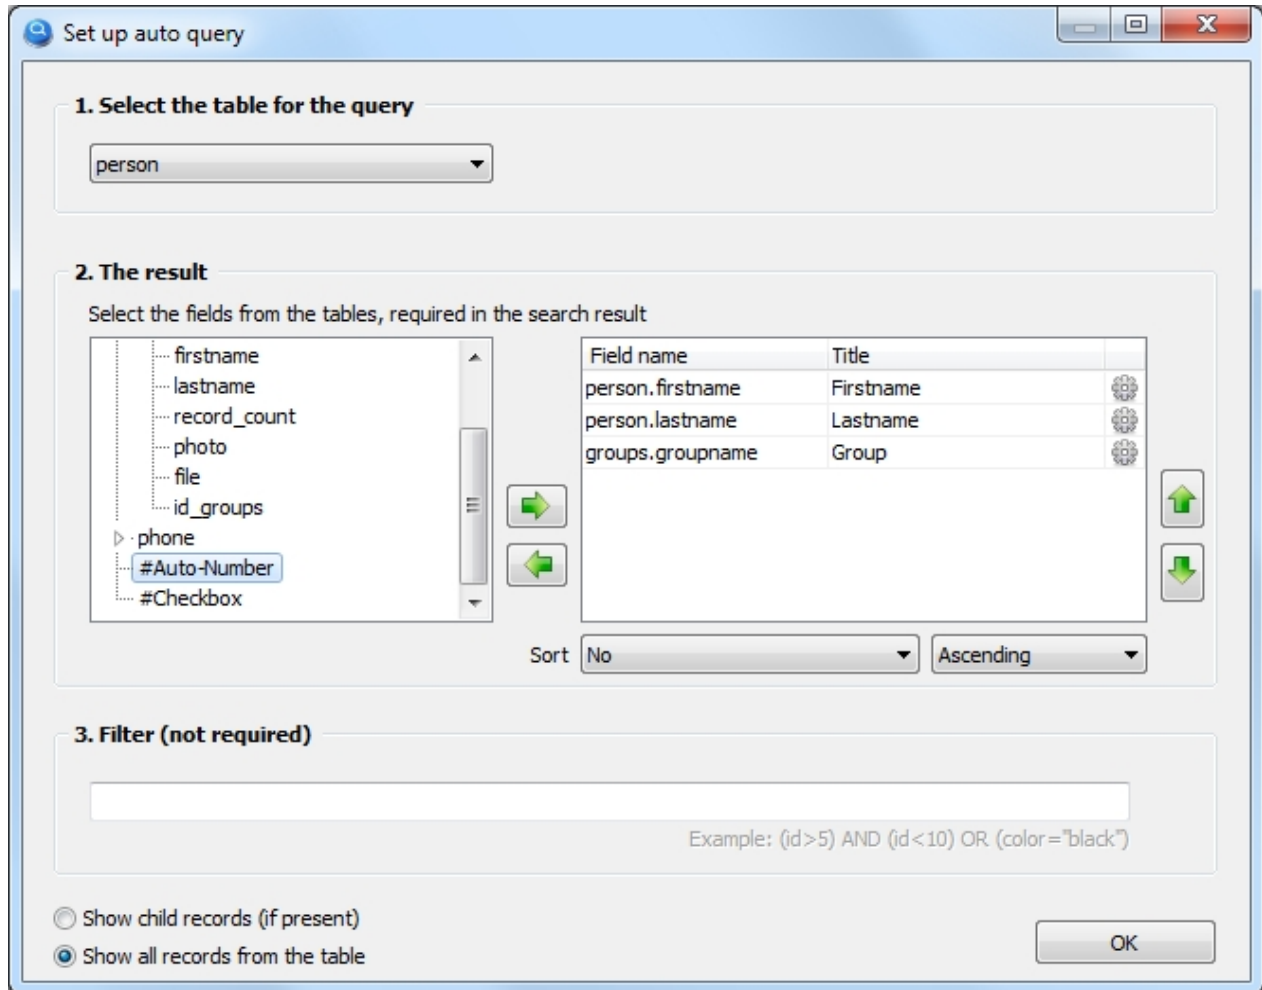 Set up auto query
1. Select the table for the query
person
2. The result
Select the fields from the tables, required in the search result
firstname
lastname
record_count
photo
file
id_groups
phone
#Auto-Number
#Checkbox
Field name Title
person.firstname Firstname
person.lastname Lastname
groups.groupname Group
Sort No Ascending
3. Filter (not required)
Example: (id>5) AND (id<10) OR (color="black")
Show child records (if present)
Show all records from the table
OK